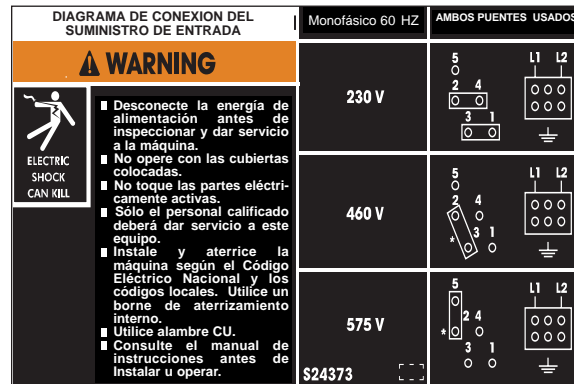 DIAGRAMA DE CONEXION DEL
SUMINISTRO DE ENTRADA
Monofásico 60 HZ
AMBOS PUENTES USADOS
WARNING
ELECTRIC
SHOCK
CAN KILL
Desconecte la energía de
alimentación antes de
inspeccionar y dar servicio
a la máquina.
No opere con las cubiertas
colocadas.
No toque las partes eléctri-
camente activas.
Sólo el personal calificado
deberá dar servicio a este
equipo.
Instale y aterrice la
máquina según el Código
Eléctrico Nacional y los
códigos locales. Utilice un
borne de aterrizamiento
interno.
Utilice alambre CU.
Consulte el manual de
instrucciones antes de
Instalar u operar.
230 V
5
2 4
3 1
L1 L2
460 V
5
2 4
* 3 1
L1 L2
575 V
5
* 2 4
3 1
L1 L2
S24373